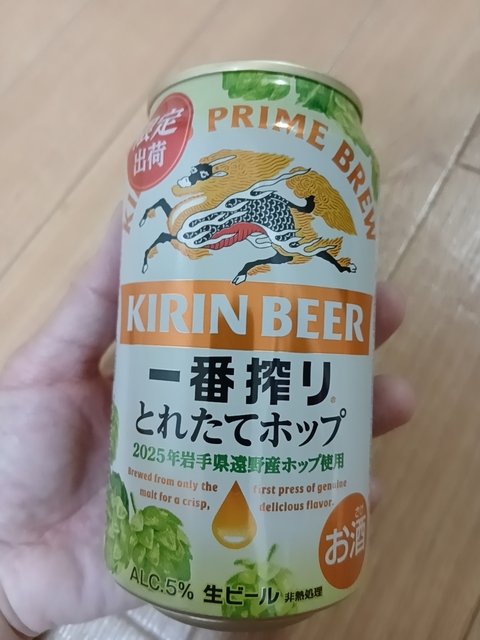 限定
出荷
PRIME BREW
KIRIN BEER
一番搾り
とれたてホップ
2025年岩手県遠野産ホップ使用
Brewed from only the first press of genuine
malt for a crisp, delicious flavor.
さけ
お酒
ALC.5% 生ビール 非熱処理